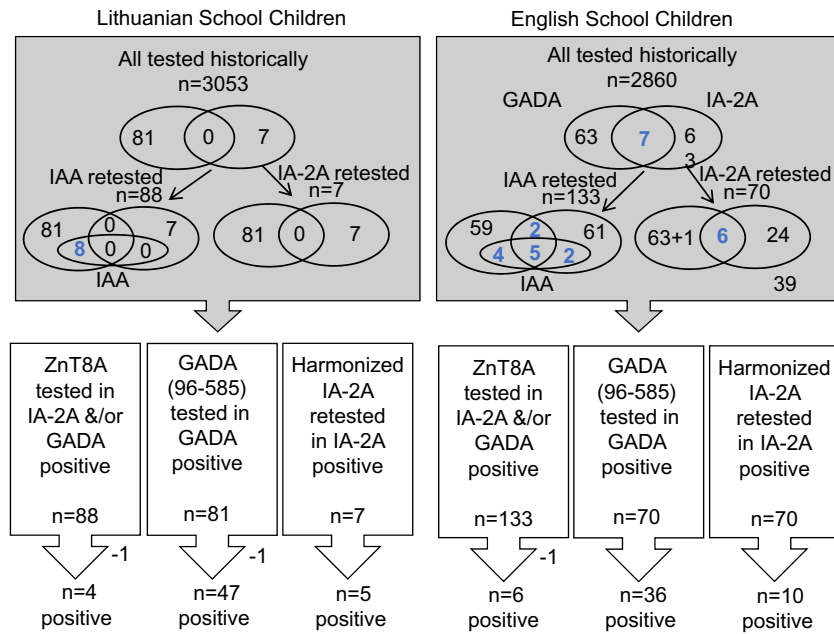 Lithuanian School Children
All tested historically
n=3053
81
0
7
IAA retested
n=88
IA-2A retested
n=7
81
0
7
8
0
0
IAA
81
0
7
ZnT8A
tested in
IA-2A &/or
GADA
positive
n=88
-1
n=4
positive
GADA
(96-585)
tested in
GADA
positive
n=81
-1
n=47
positive
Harmonized
IA-2A
retested
in IA-2A
positive
n=7
n=5
positive
English School Children
All tested historically
n=2860
GADA
IA-2A
63
7
6
3
IAA retested
n=133
IA-2A retested
n=70
59
2
61
4
5
2
IAA
63+1
6
24
39
ZnT8A
tested in
IA-2A &/or
GADA
positive
n=133
-1
n=6
positive
GADA
(96-585)
tested in
GADA
positive
n=70
n=36
positive
Harmonized
IA-2A
retested
in IA-2A
positive
n=70
n=10
positive